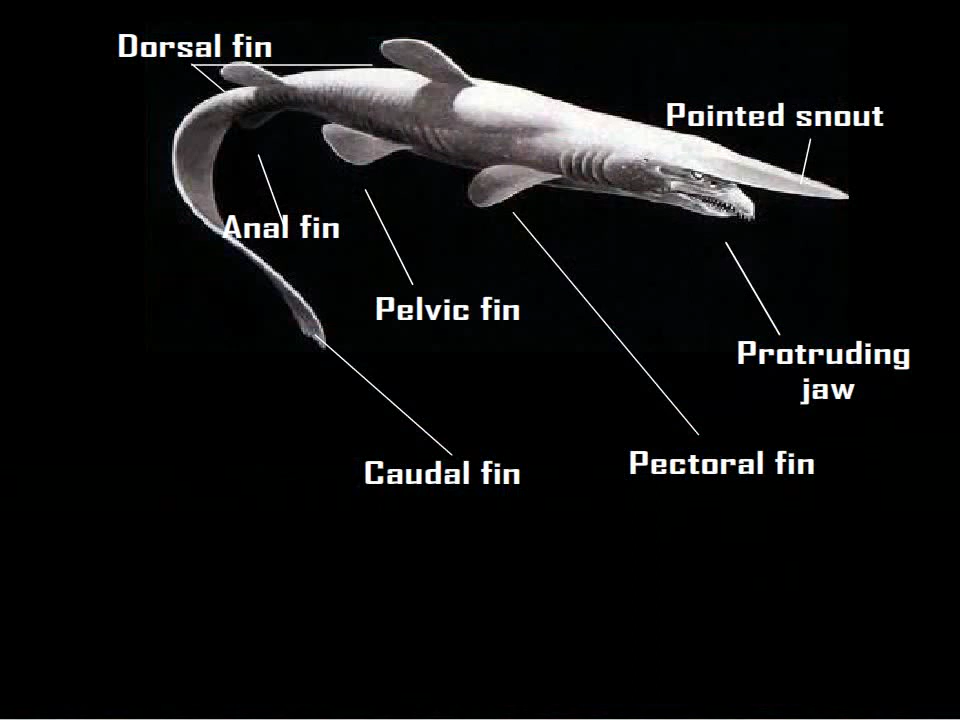 Dorsal fin
Pointed snout
Anal fin
Pelvic fin
Protruding
jaw
Pectoral fin
Caudal fin